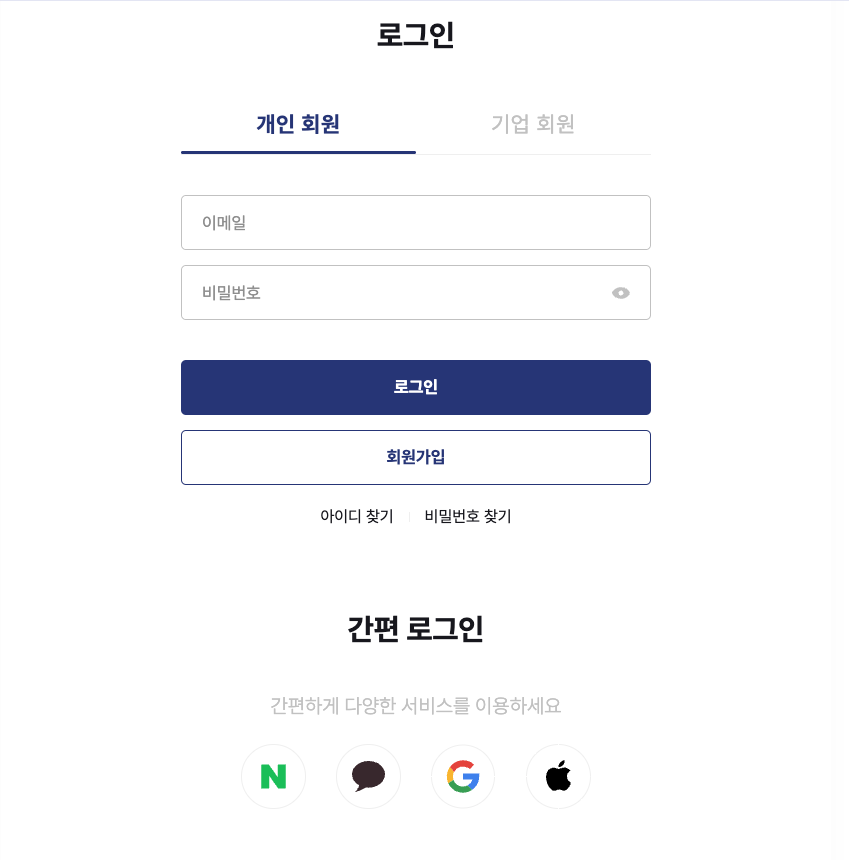 로그인
개인 회원 기업 회원
이메일
비밀번호
로그인
회원가입
아이디 찾기 비밀번호 찾기
간편 로그인
간편하게 다양한 서비스를 이용하세요
N G